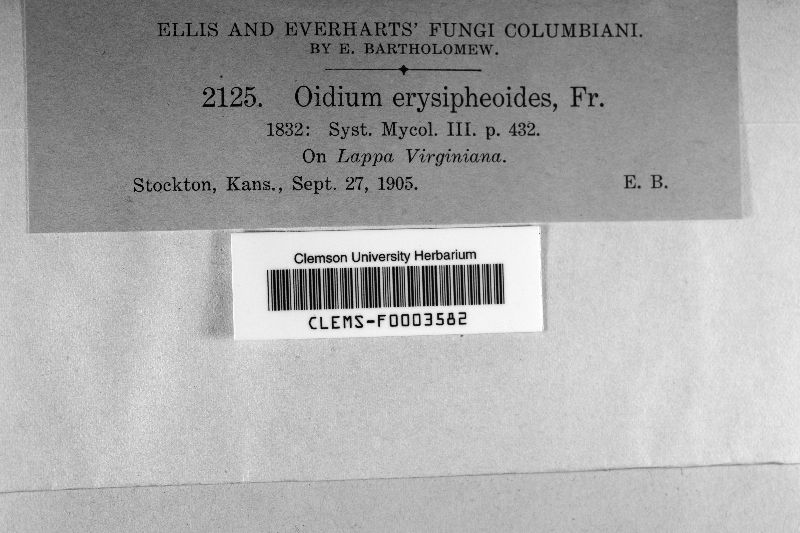 ELLIS AND EVERHARTS' FUNGI COLUMBIANI.
BY E. BARTHOLOMEW.
2125. Oidium erysipheoides, Fr.
1832: Syst. Mycol. III. p. 432.
On Lappa Virginiana.
Stockton, Kans., Sept. 27, 1905. E. B.
Clemson University Herbarium
CLEMS-F0003582